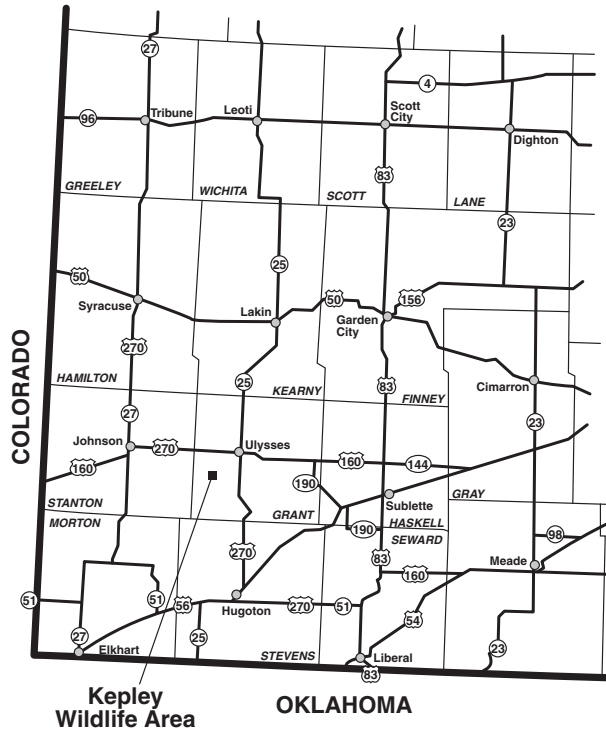 27
4
96
Tribune
Leoti
Scott
City
Dighton
83
GREELEY
WICHITA
SCOTT
LANE
23
25
50
Syracuse
Lakin
50
156
Garden
City
270
COLORADO
HAMILTON
25
KEARNY
83
FINNEY
Cimarron
27
23
Johnson
270
Ulysses
160
160
144
190
Sublette
STANTON
MORTON
GRANT
190
HASKELL
SEWARD
GRAY
98
270
83
160
Meade
51
51
56
Hugoton
270
51
54
27
Elkhart
25
STEVENS
Liberal
23
83
Kepley
Wildlife Area
OKLAHOMA